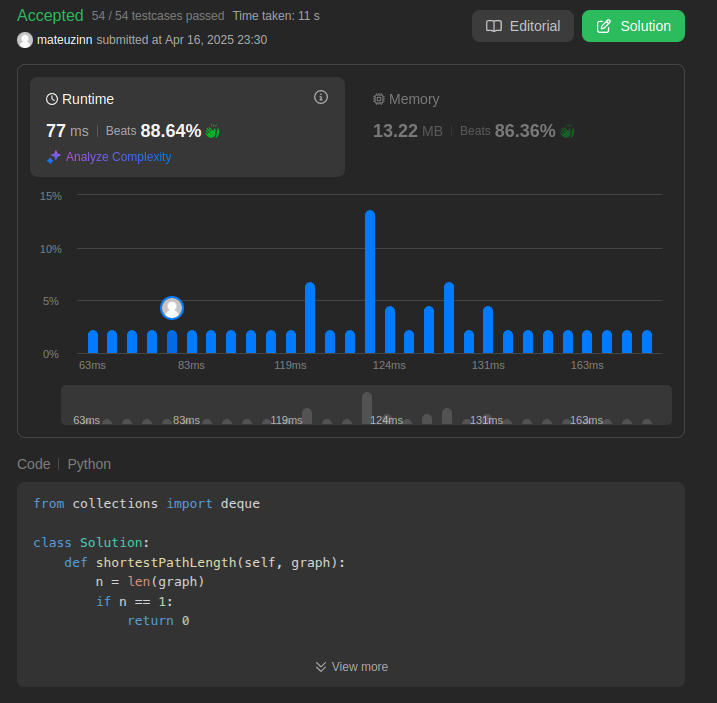 Accepted 54 / 54 testcases passed Time taken: 11 s
mateuzinn submitted at Apr 16, 2025 23:30
Editorial
Solution
Runtime
77 ms | Beats 88.64%
Analyze Complexity
Memory
13.22 MB | Beats 86.36%
15%
10%
5%
0%
63ms 83ms 119ms 124ms 131ms 163ms
63ms 83ms 119ms 124ms 131ms 163ms
Code | Python
from collections import deque
class Solution:
    def shortestPathLength(self, graph):
        n = len(graph)
        if n == 1:
            return 0
View more